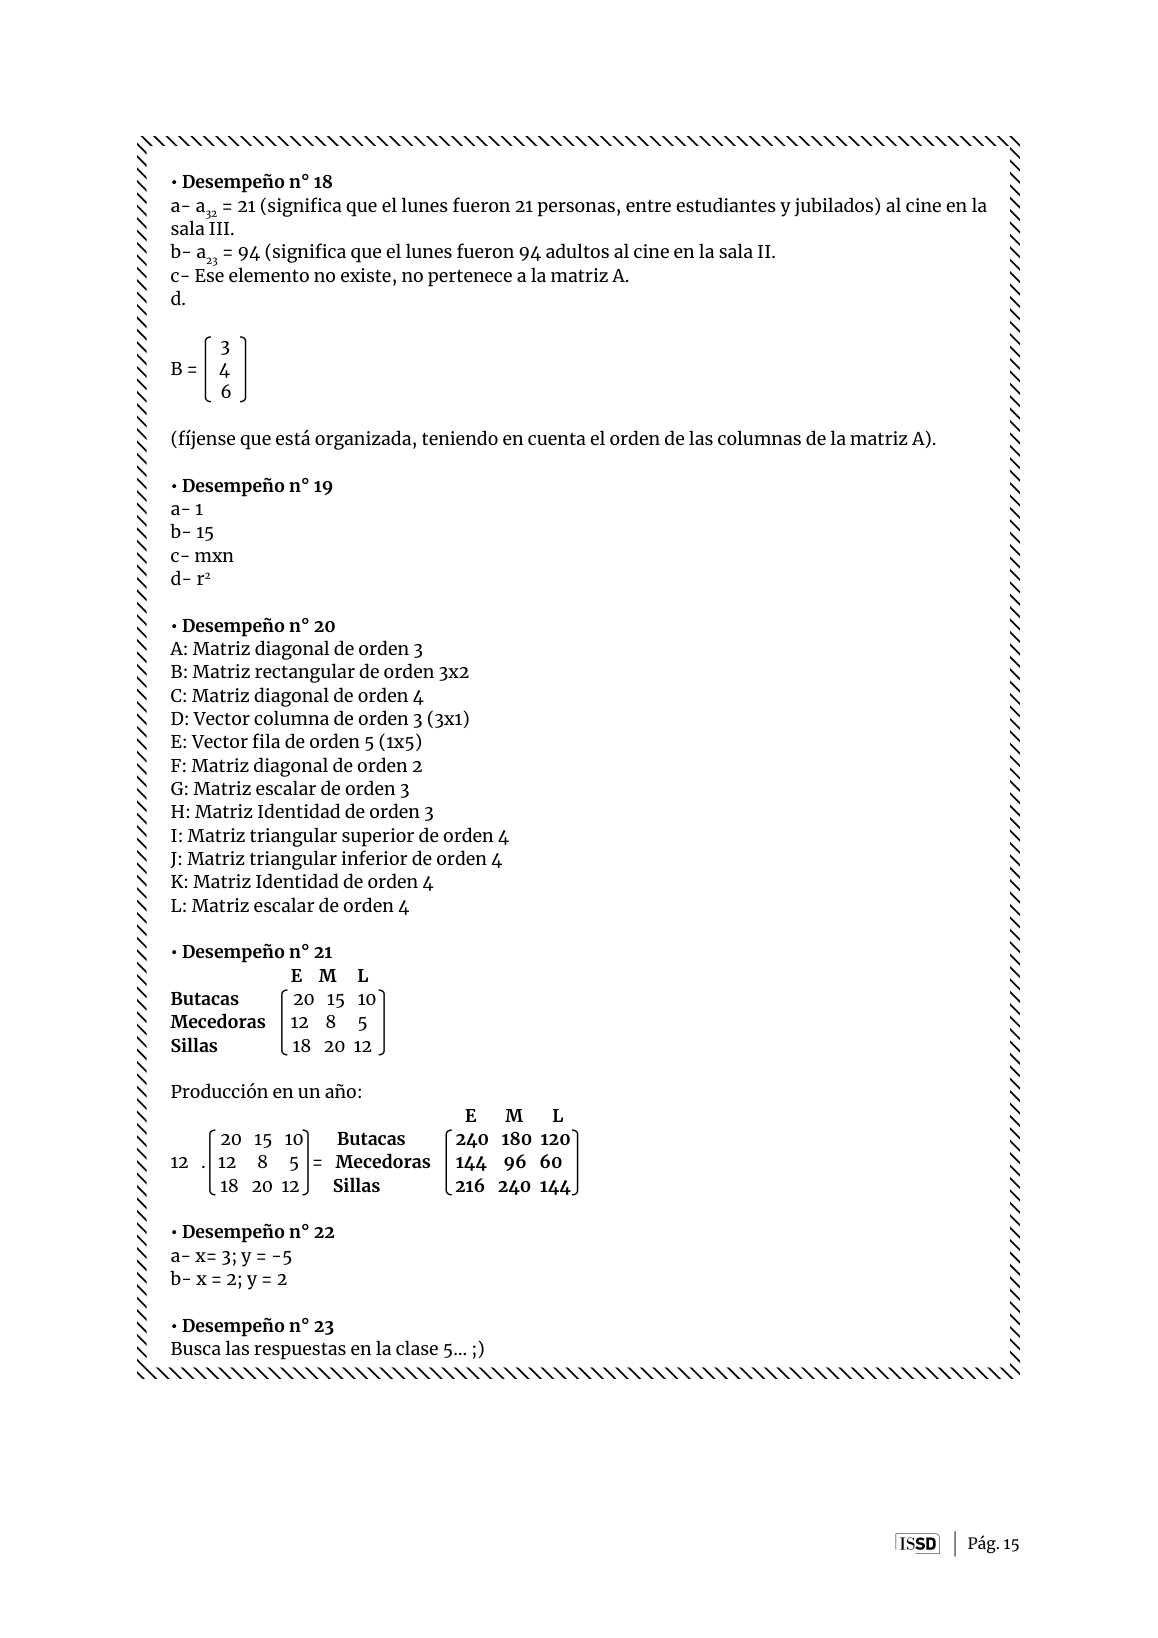 • Desempeño n° 18
a- a32 = 21 (significa que el lunes fueron 21 personas, entre estudiantes y jubilados) al cine en la
sala III.
b- a23 = 94 (significa que el lunes fueron 94 adultos al cine en la sala II.
c- Ese elemento no existe, no pertenece a la matriz A.
d.
3
B = 4
6
(fíjense que está organizada, teniendo en cuenta el orden de las columnas de la matriz A).
• Desempeño n° 19
a- 1
b- 15
c- mxn
d- r²
• Desempeño n° 20
A: Matriz diagonal de orden 3
B: Matriz rectangular de orden 3x2
C: Matriz diagonal de orden 4
D: Vector columna de orden 3 (3x1)
E: Vector fila de orden 5 (1x5)
F: Matriz diagonal de orden 2
G: Matriz escalar de orden 3
H: Matriz Identidad de orden 3
I: Matriz triangular superior de orden 4
J: Matriz triangular inferior de orden 4
K: Matriz Identidad de orden 4
L: Matriz escalar de orden 4
• Desempeño n° 21
E M L
Butacas 20 15 10
Mecedoras 12 8 5
Sillas 18 20 12
Producción en un año:
E M L
20 15 10 Butacas 240 180 120
12 . 12 8 5 = Mecedoras 144 96 60
18 20 12 Sillas 216 240 144
• Desempeño n° 22
a- x= 3; y = -5
b- x = 2; y = 2
• Desempeño n° 23
Busca las respuestas en la clase 5... ;)
ISSD | Pág. 15